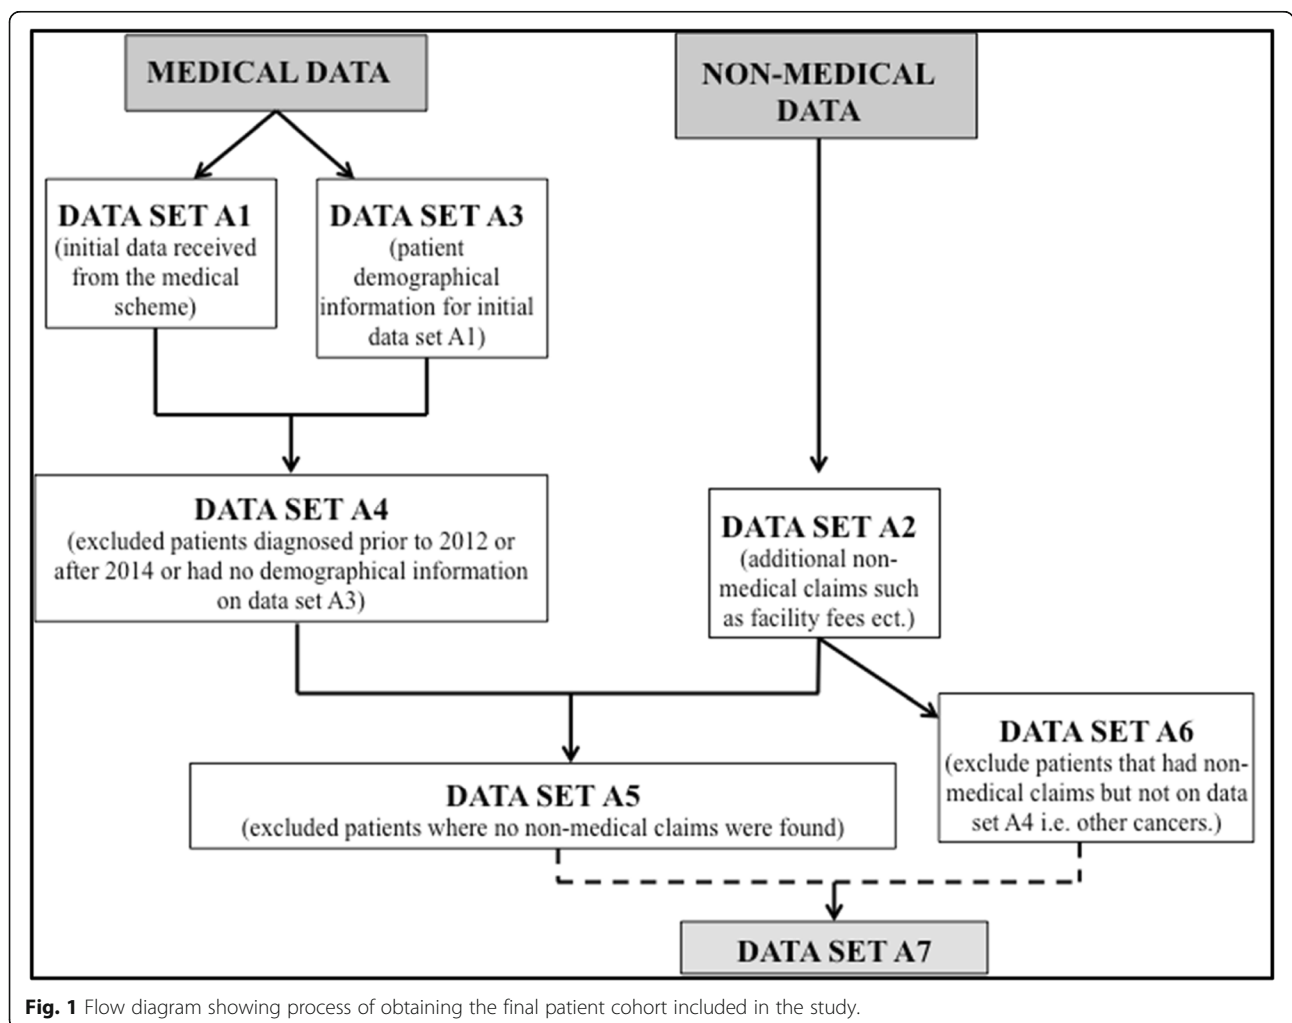 MEDICAL DATA
NON-MEDICAL
DATA
DATA SET A1
(initial data received
from the medical
scheme)
DATA SET A3
(patient
demographical
information for initial
data set A1)
DATA SET A4
(excluded patients diagnosed prior to 2012 or
after 2014 or had no demographical information
on data set A3)
DATA SET A2
(additional non-
medical claims such
as facility fees ect.)
DATA SET A6
(exclude patients that had non-
medical claims but not on data
set A4 i.e. other cancers.)
DATA SET A5
(excluded patients where no non-medical claims were found)
DATA SET A7
Fig. 1 Flow diagram showing process of obtaining the final patient cohort included in the study.